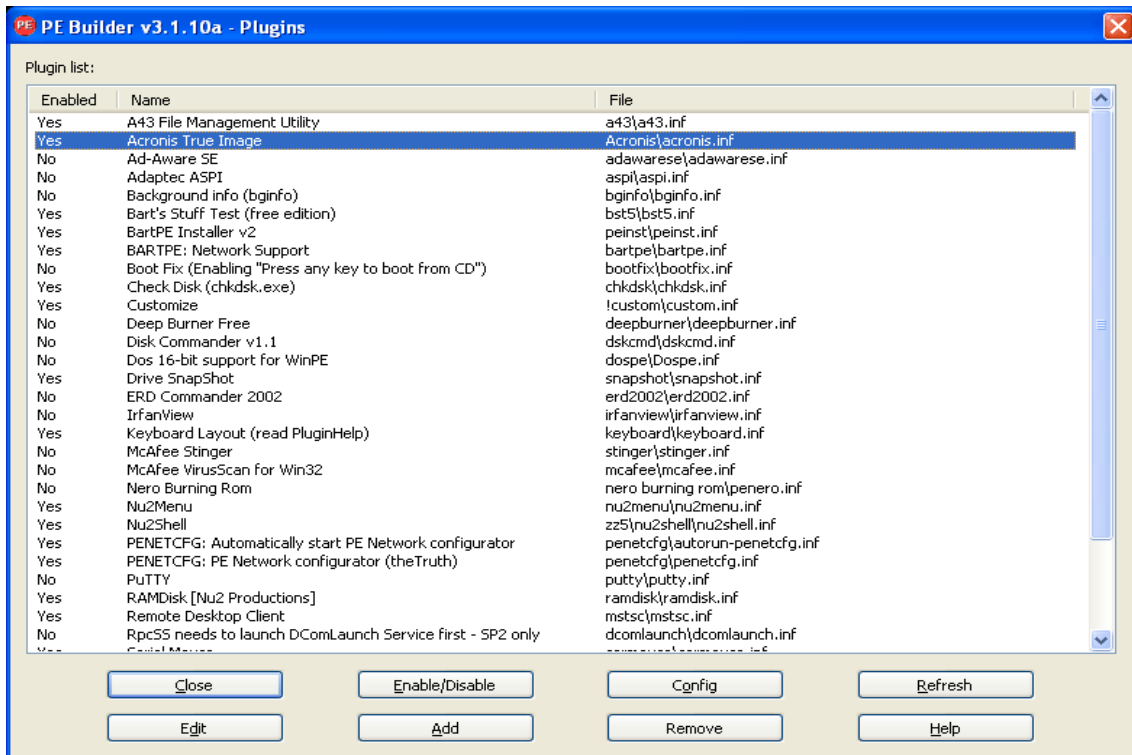 PE Builder v3.1.10a - Plugins
Plugin list:
Enabled Name File
Yes A43 File Management Utility a43\a43.inf
Yes Acronis True Image Acronis\acronis.inf
No Ad-Aware SE adawarese\adawarese.inf
No Adaptec ASPI aspi\aspi.inf
No Background info (bginfo) bginfo\bginfo.inf
Yes Bart's Stuff Test (free edition) bst5\bst5.inf
Yes BartPE Installer v2 peinst\peinst.inf
Yes BARTPE: Network Support bartpe\bartpe.inf
No Boot Fix (Enabling "Press any key to boot from CD") bootfix\bootfix.inf
Yes Check Disk (chkdsk.exe) chkdsk\chkdsk.inf
Yes Customize !custom\custom.inf
No Deep Burner Free deepburner\deepburner.inf
No Disk Commander v1.1 dskcmd\dskcmd.inf
No Dos 16-bit support for WinPE dospe\Dospe.inf
Yes Drive SnapShot snapshot\snapshot.inf
No ERD Commander 2002 erd2002\erd2002.inf
No IrfanView irfanview\irfanview.inf
Yes Keyboard Layout (read PluginHelp) keyboard\keyboard.inf
No McAfee Stinger stinger\stinger.inf
No McAfee VirusScan for Win32 mcafee\mcafee.inf
No Nero Burning Rom nero burning rom\penero.inf
Yes Nu2Menu nu2menu\nu2menu.inf
Yes Nu2Shell zz5\nu2shell\nu2shell.inf
Yes PENETCFG: Automatically start PE Network configurator penetcfg\autorun-penetcfg.inf
Yes PENETCFG: PE Network configurator (theTruth) penetcfg\penetcfg.inf
No PuTTY putty\putty.inf
Yes RAMDisk [Nu2 Productions] ramdisk\ramdisk.inf
Yes Remote Desktop Client mstsc\mstsc.inf
No RpcSS needs to launch DComLaunch Service first - SP2 only dcomlaunch\dcomlaunch.inf
Close Enable/Disable Config Refresh
Edit Add Remove Help